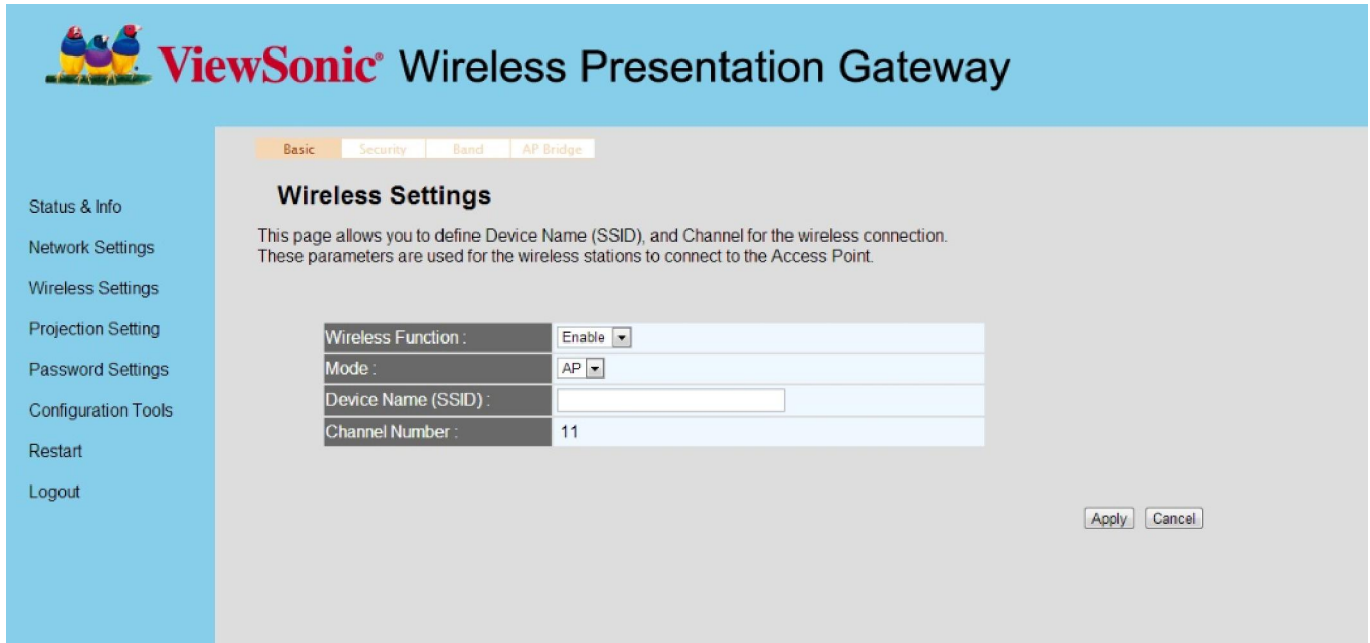 ViewSonic® Wireless Presentation Gateway
Basic Security Band AP Bridge
Wireless Settings
This page allows you to define Device Name (SSID), and Channel for the wireless connection.
These parameters are used for the wireless stations to connect to the Access Point.
Status & Info
Network Settings
Wireless Settings
Projection Setting
Password Settings
Configuration Tools
Restart
Logout
Wireless Function : Enable
Mode : AP
Device Name (SSID) :
Channel Number : 11
Apply Cancel